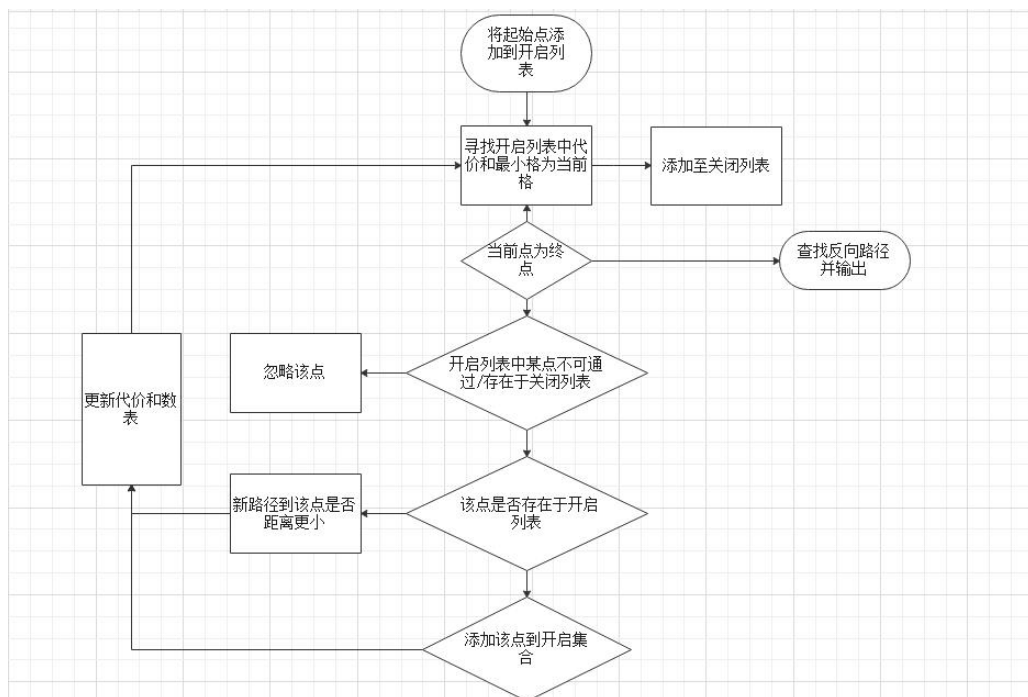 将起始点添
加到开启列
表
寻找开启列表中代
价和最小格为当前
格
添加至关闭列表
当前点为终
点
查找反向路径
并输出
开启列表中某点不可通
过/存在于关闭列表
忽略该点
更新代价和数
表
新路径到该点是否
距离更小
该点是否存在于开启
列表
添加该点到开启集
合